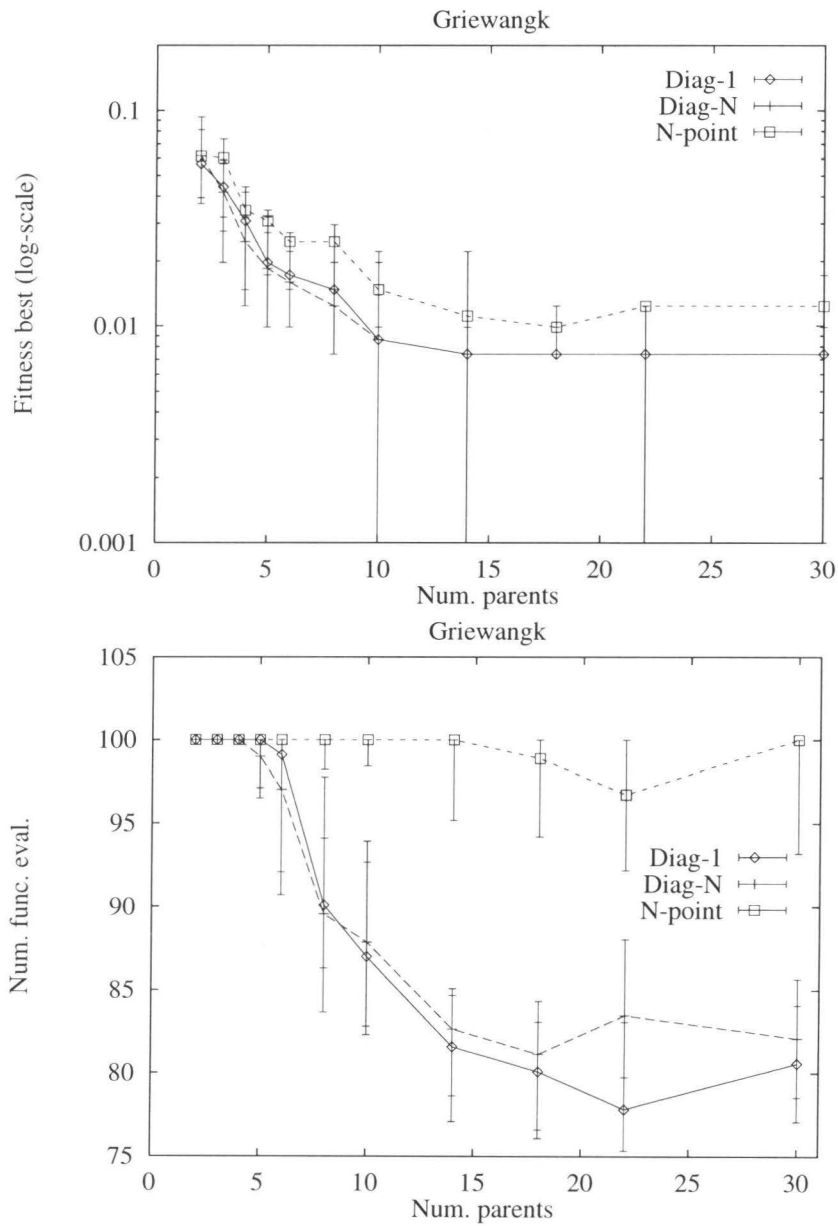 Griewangk
Fitness best (log-scale)
0.1
0.01
0.001
Diag-1
Diag-N
N-point
0 5 10 15 20 25 30
Num. parents
Griewangk
Num. func. eval.
105
100
95
90
85
80
75
Diag-1
Diag-N
N-point
0 5 10 15 20 25 30
Num. parents